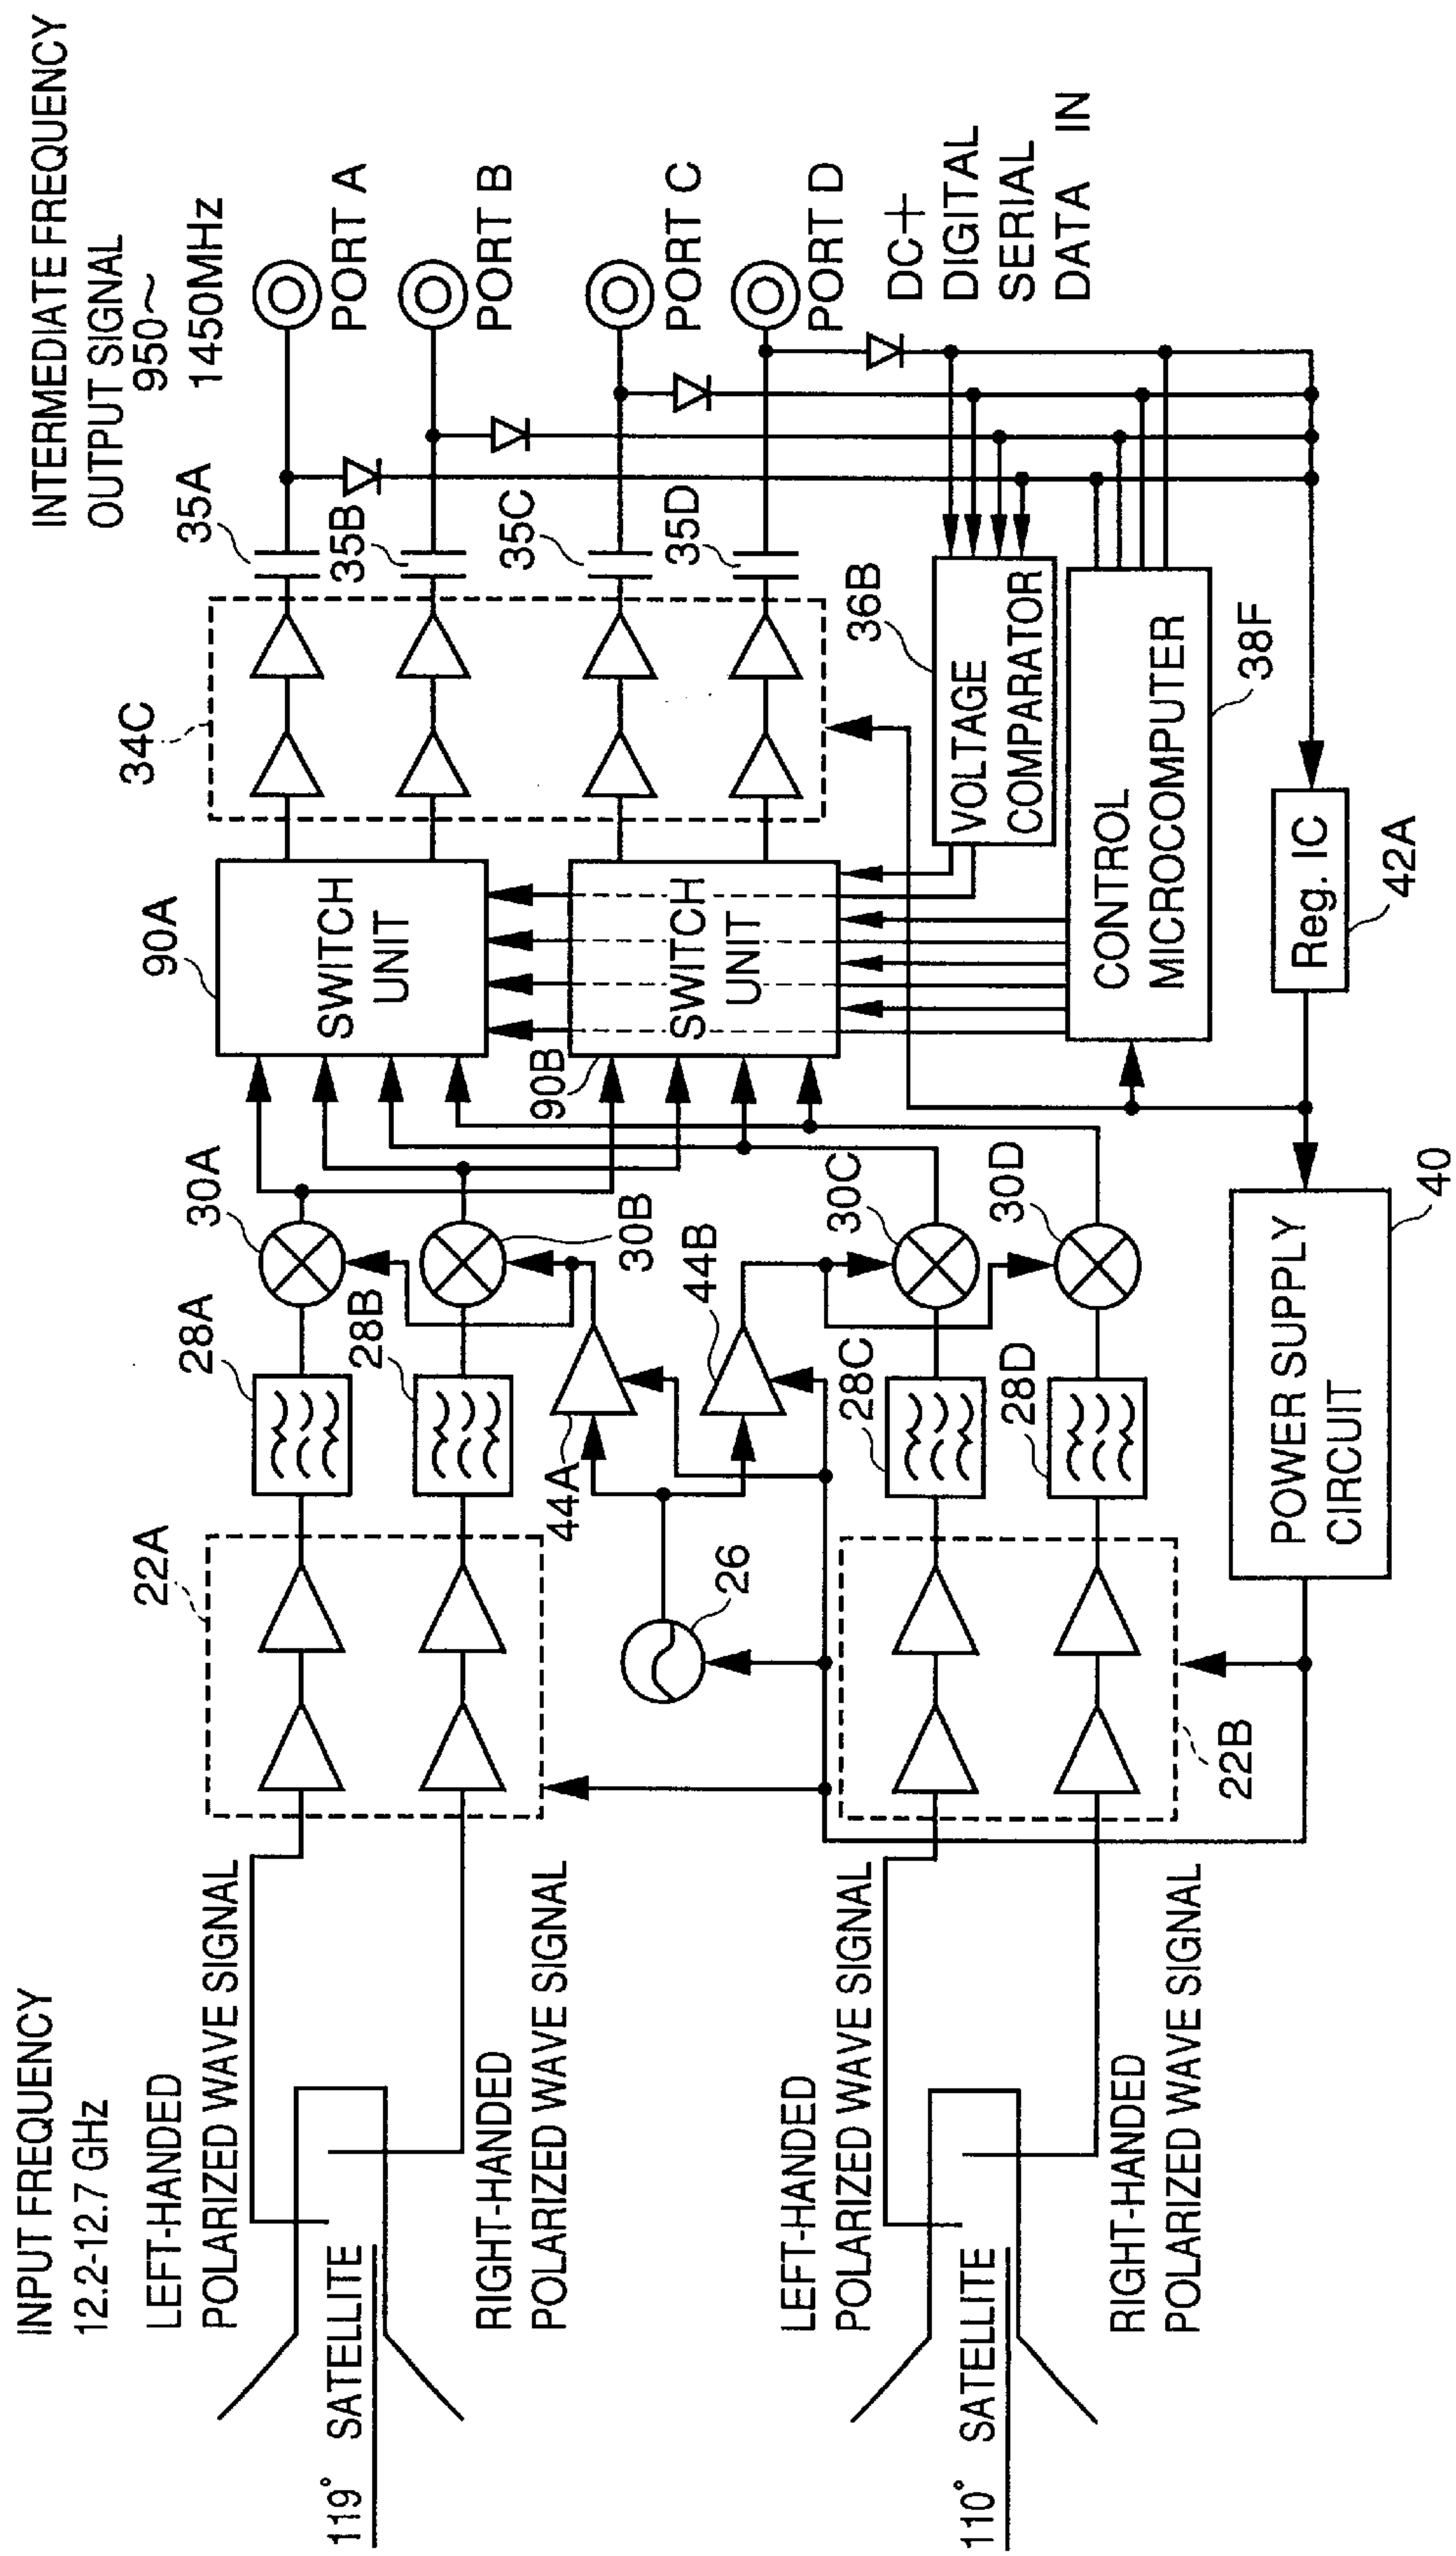 INPUT FREQUENCY
12.2-12.7 GHz
INTERMEDIATE FREQUENCY
OUTPUT SIGNAL
950~
1450MHz
LEFT-HANDED
POLARIZED WAVE SIGNAL
119° SATELLITE
RIGHT-HANDED
POLARIZED WAVE SIGNAL
22A
28A
28B
30A
30B
44A
44B
26
90A
SWITCH
UNIT
90B
SWITCH
UNIT
34C
35A
35B
35C
35D
PORT A
PORT B
PORT C
PORT D
DC+
DIGITAL
SERIAL
DATA IN
LEFT-HANDED
POLARIZED WAVE SIGNAL
110° SATELLITE
RIGHT-HANDED
POLARIZED WAVE SIGNAL
22B
28C
28D
30C
30D
36B
VOLTAGE
COMPARATOR
CONTROL
MICROCOMPUTER
38F
POWER SUPPLY
CIRCUIT
40
Reg. IC
42A